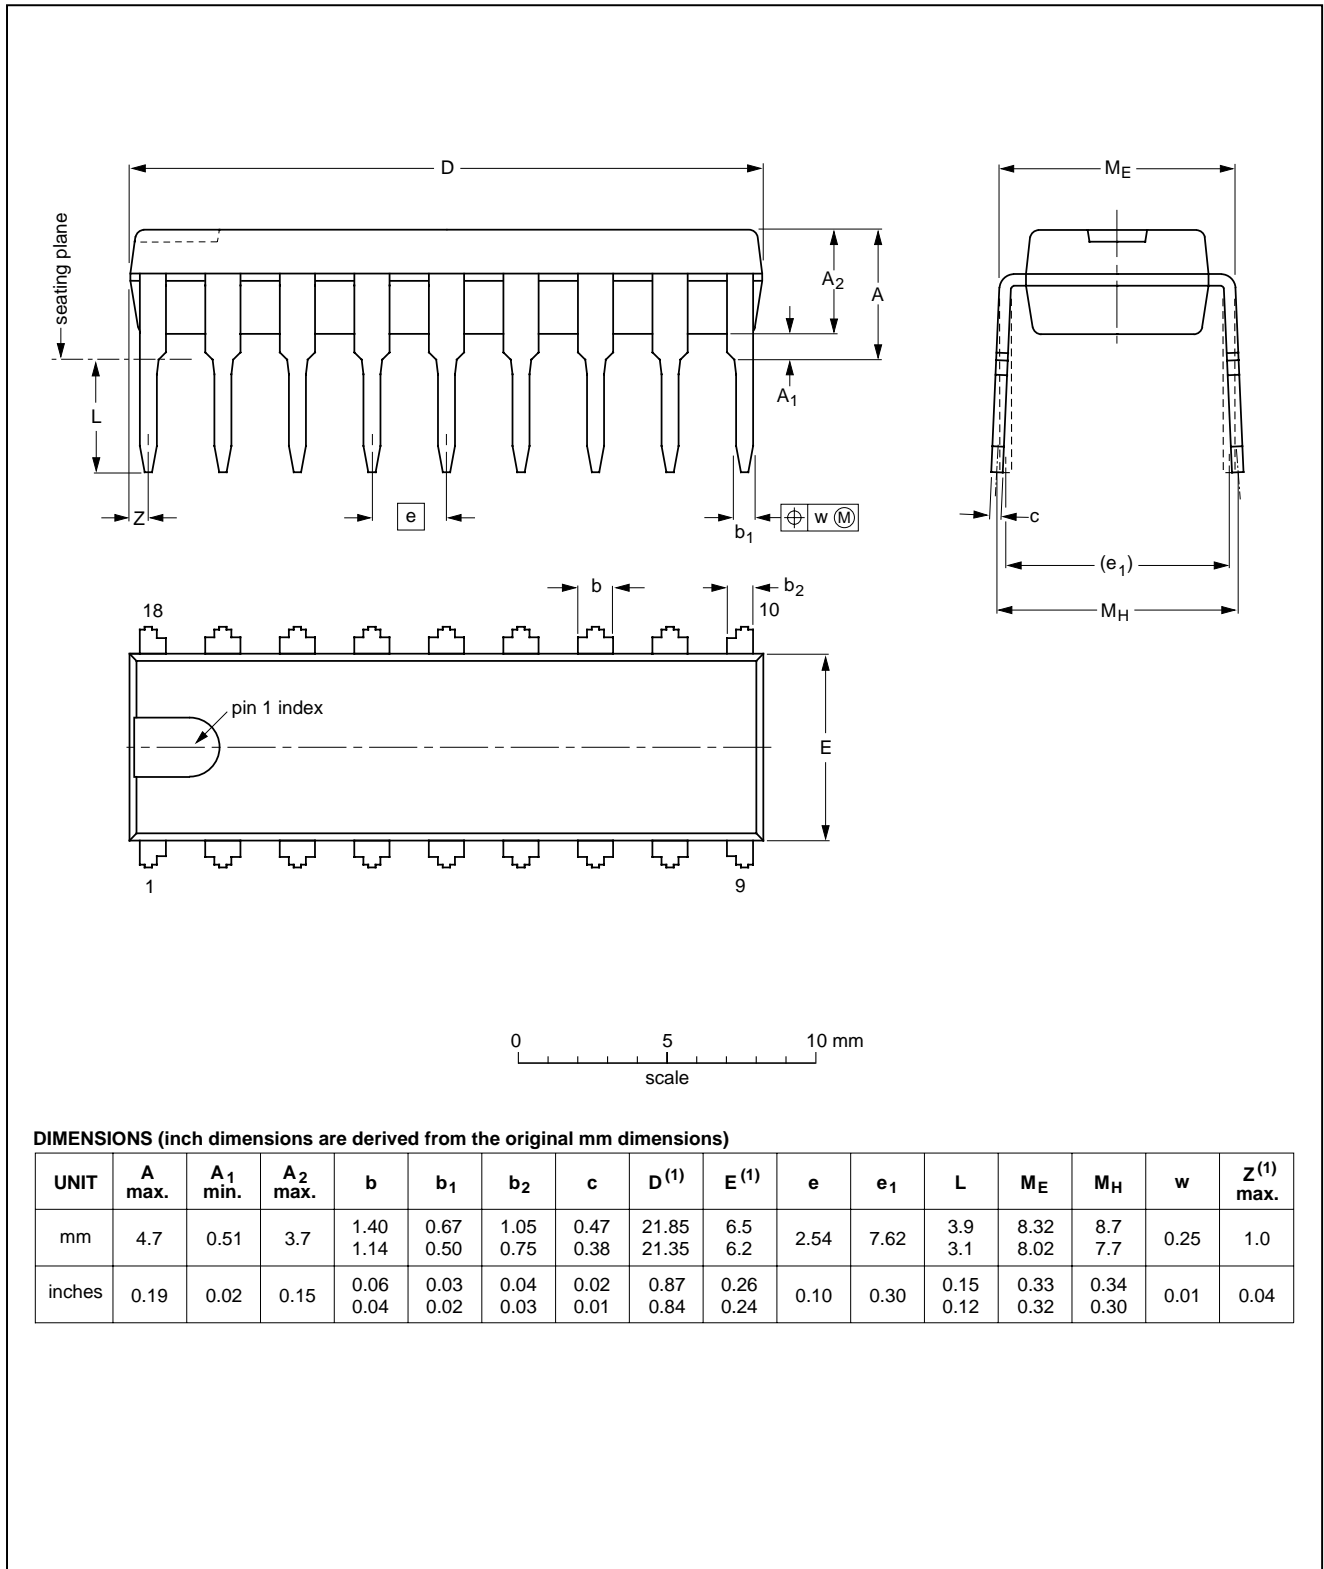 D
M_E
seating plane
A_2
A
A_1
L
Z
e
b_1
w M
c
(e_1)
M_H
b
b_2
18
10
pin 1 index
E
1
9
0 5 10 mm
scale
DIMENSIONS (inch dimensions are derived from the original mm dimensions)
UNIT A max. A1 min. A2 max. b b1 b2 c D(1) E(1) e e1 L ME MH w Z(1) max.
mm 4.7 0.51 3.7 1.40 1.14 0.67 0.50 1.05 0.75 0.47 0.38 21.85 21.35 6.5 6.2 2.54 7.62 3.9 3.1 8.32 8.02 8.7 7.7 0.25 1.0
inches 0.19 0.02 0.15 0.06 0.04 0.03 0.02 0.04 0.03 0.02 0.01 0.87 0.84 0.26 0.24 0.10 0.30 0.15 0.12 0.33 0.32 0.34 0.30 0.01 0.04